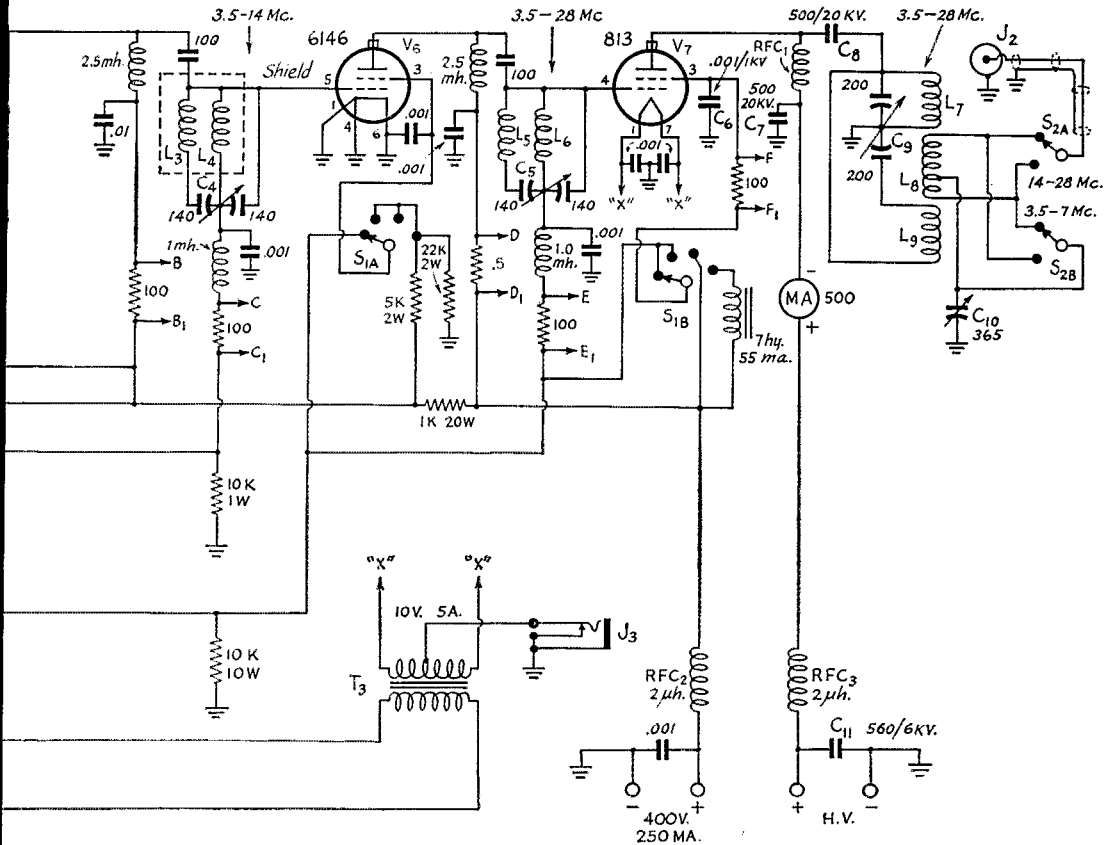 3.5-14 Mc.
3.5-28 Mc.
500/20 KV.
3.5-28 Mc.
100
6146
V6
813
V7
RFC1
C8
J2
2.5mh.
Shield
5
3
2.5
mh.
100
4
3
.001/1KV
500
20KV.
200
L7
.01
L3
L4
1
4
6
.001
.001
L5
L6
1
7
.001
C6
C7
C9
S2A
C4
140
140
C5
140
140
"X"
"X"
F
100
F1
200
L8
14-28 Mc.
3.5-7 Mc.
1mh.
.001
S1A
22K
2W
D
.5
D1
1.0
mh.
.001
L9
S2B
B
100
B1
C
100
C1
5K
2W
E
100
E1
S1B
7hy.
55 ma.
-
MA
500
+
C10
365
1K 20W
10K
1W
"X"
"X"
10V.
5A.
J3
10K
10W
T3
RFC2
2µh.
RFC3
2µh.
.001
C11
560/6KV.
-
+
+
-
400V.
250 MA.
H.V.